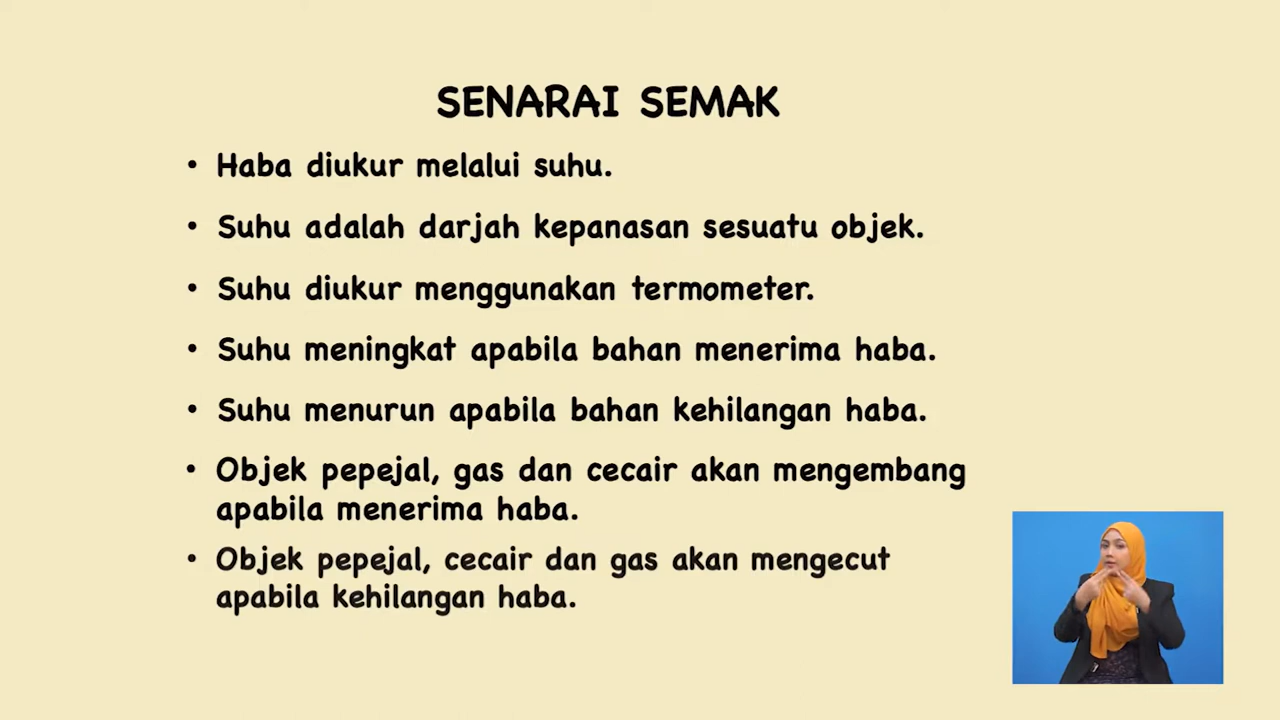 SENARAI SEMAK
• Haba diukur melalui suhu.
• Suhu adalah darjah kepanasan sesuatu objek.
• Suhu diukur menggunakan termometer.
• Suhu meningkat apabila bahan menerima haba.
• Suhu menurun apabila bahan kehilangan haba.
• Objek pepejal, gas dan cecair akan mengembang
apabila menerima haba.
• Objek pepejal, cecair dan gas akan mengecut
apabila kehilangan haba.